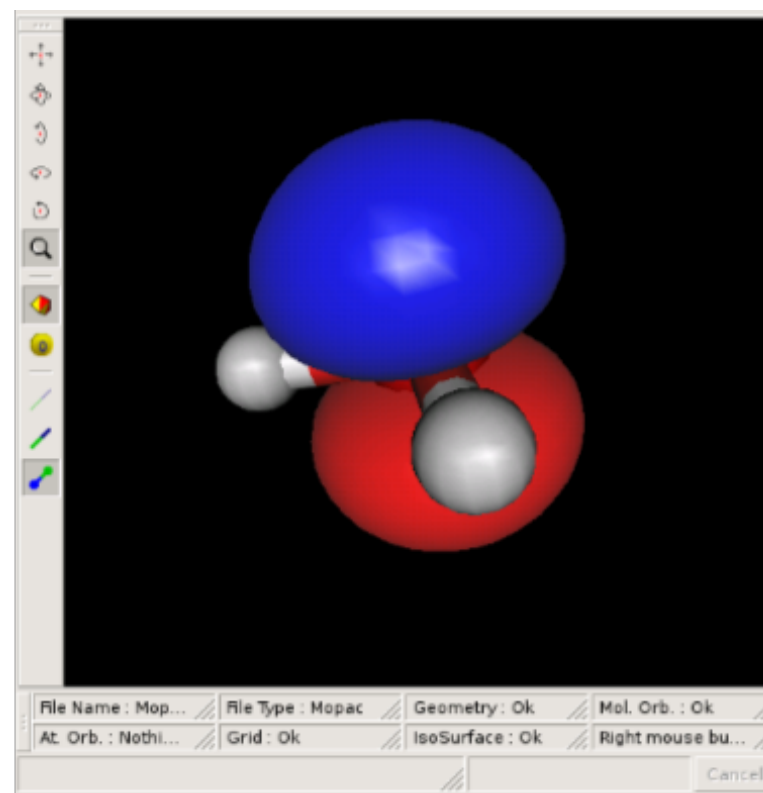 File Name : Mop... File Type : Mopac Geometry : Ok Mol. Orb. : Ok
At. Orb. : Nothi... Grid : Ok IsoSurface : Ok Right mouse bu...
Cancel